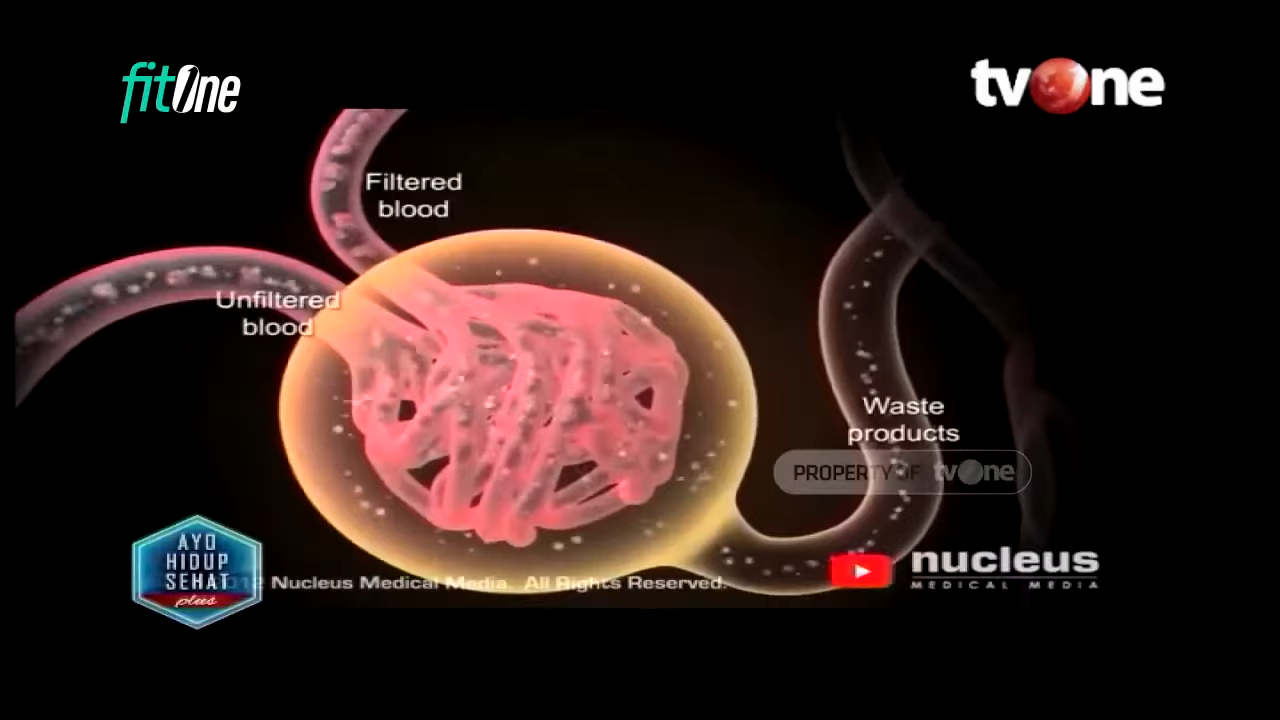 fitOne
tvOne
Filtered
blood
Unfiltered
blood
Waste
products
PROPERTY OF tvOne
AYO
HIDUP
SEHAT
plus
Nucleus Medical Media. All Rights Reserved.
nucleus
MEDICAL MEDIA